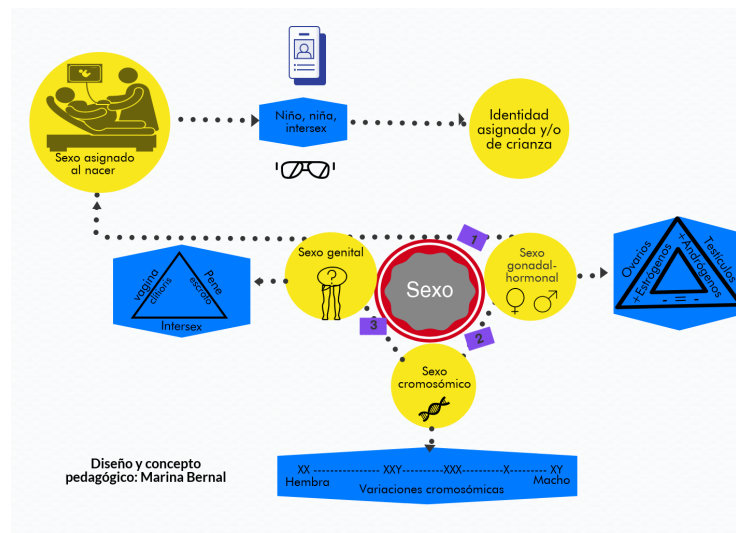 Sexo asignado
al nacer
Niño, niña,
intersex
Identidad
asignada y/o
de crianza
1
Sexo genital
?
Sexo
Sexo
gonadal-
hormonal
vagina
clítioris
Pene
escroto
Intersex
3
2
Ovarios
+Estrógenos
Testículos
+Andrógenos
- = -
Sexo
cromosómico
XX --------------- XXY----------XXX----------X-------- XY
Hembra
Macho
Variaciones cromosómicas
Diseño y concepto
pedagógico: Marina Bernal